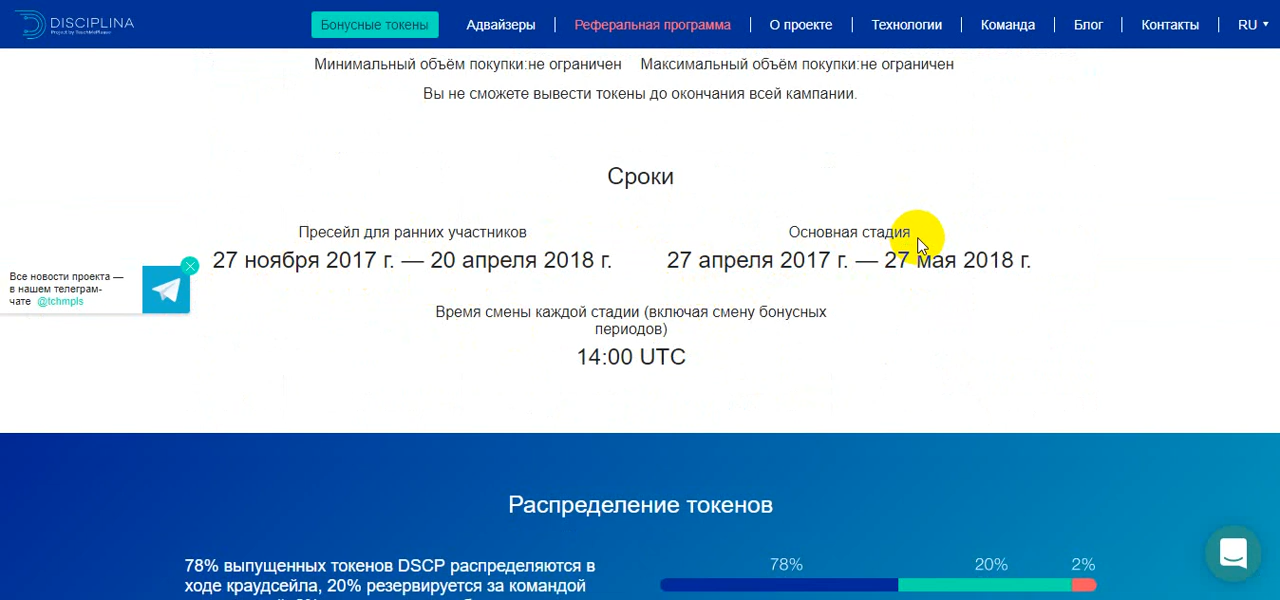 DISCIPLINA
Project by TeachMePlease
Бонусные токены
Адвайзеры
Реферальная программа
О проекте
Технологии
Команда
Блог
Контакты
RU
Минимальный объём покупки:не ограничен
Максимальный объём покупки:не ограничен
Вы не сможете вывести токены до окончания всей кампании.
Сроки
Пресейл для ранних участников
27 ноября 2017 г. — 20 апреля 2018 г.
Основная стадия
27 апреля 2017 г. — 27 мая 2018 г.
Все новости проекта —
в нашем телеграм-
чате @tchmpls
Время смены каждой стадии (включая смену бонусных
периодов)
14:00 UTC
Распределение токенов
78% выпущенных токенов DSCP распределяются в
ходе краудсейла, 20% резервируется за командой
78%
20%
2%